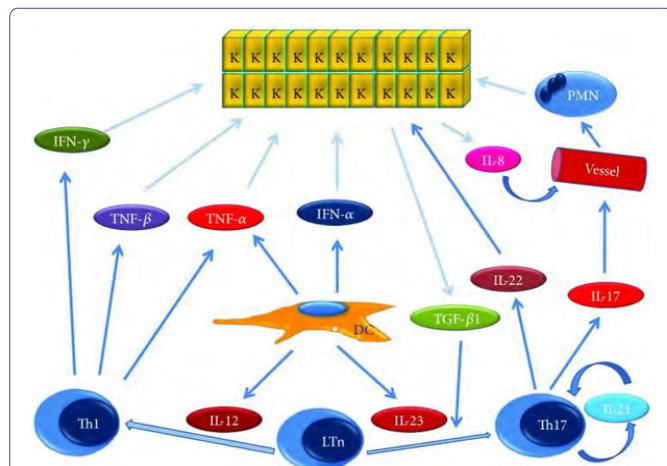 K K K K K K K K K K K
K K K K K K K K K K K
PMN
IFN-γ
IL-8
Vessel
TNF-β
TNF-α
IFN-α
IL-22
IL-17
DC
TGF-β1
Th1
IL-12
LTn
IL-23
Th17
IL-21